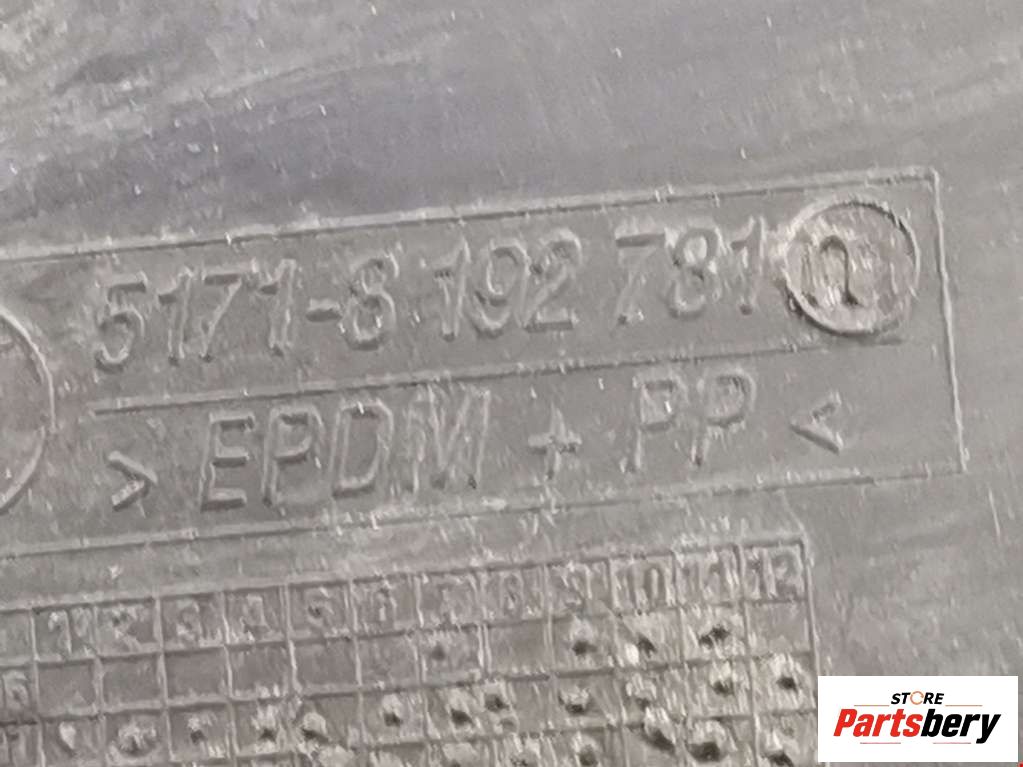 5171-8 192 781
> EPDM + PP <
1 2 3 4 5 6 7 8 9 10 11 12
STORE
Partsbery